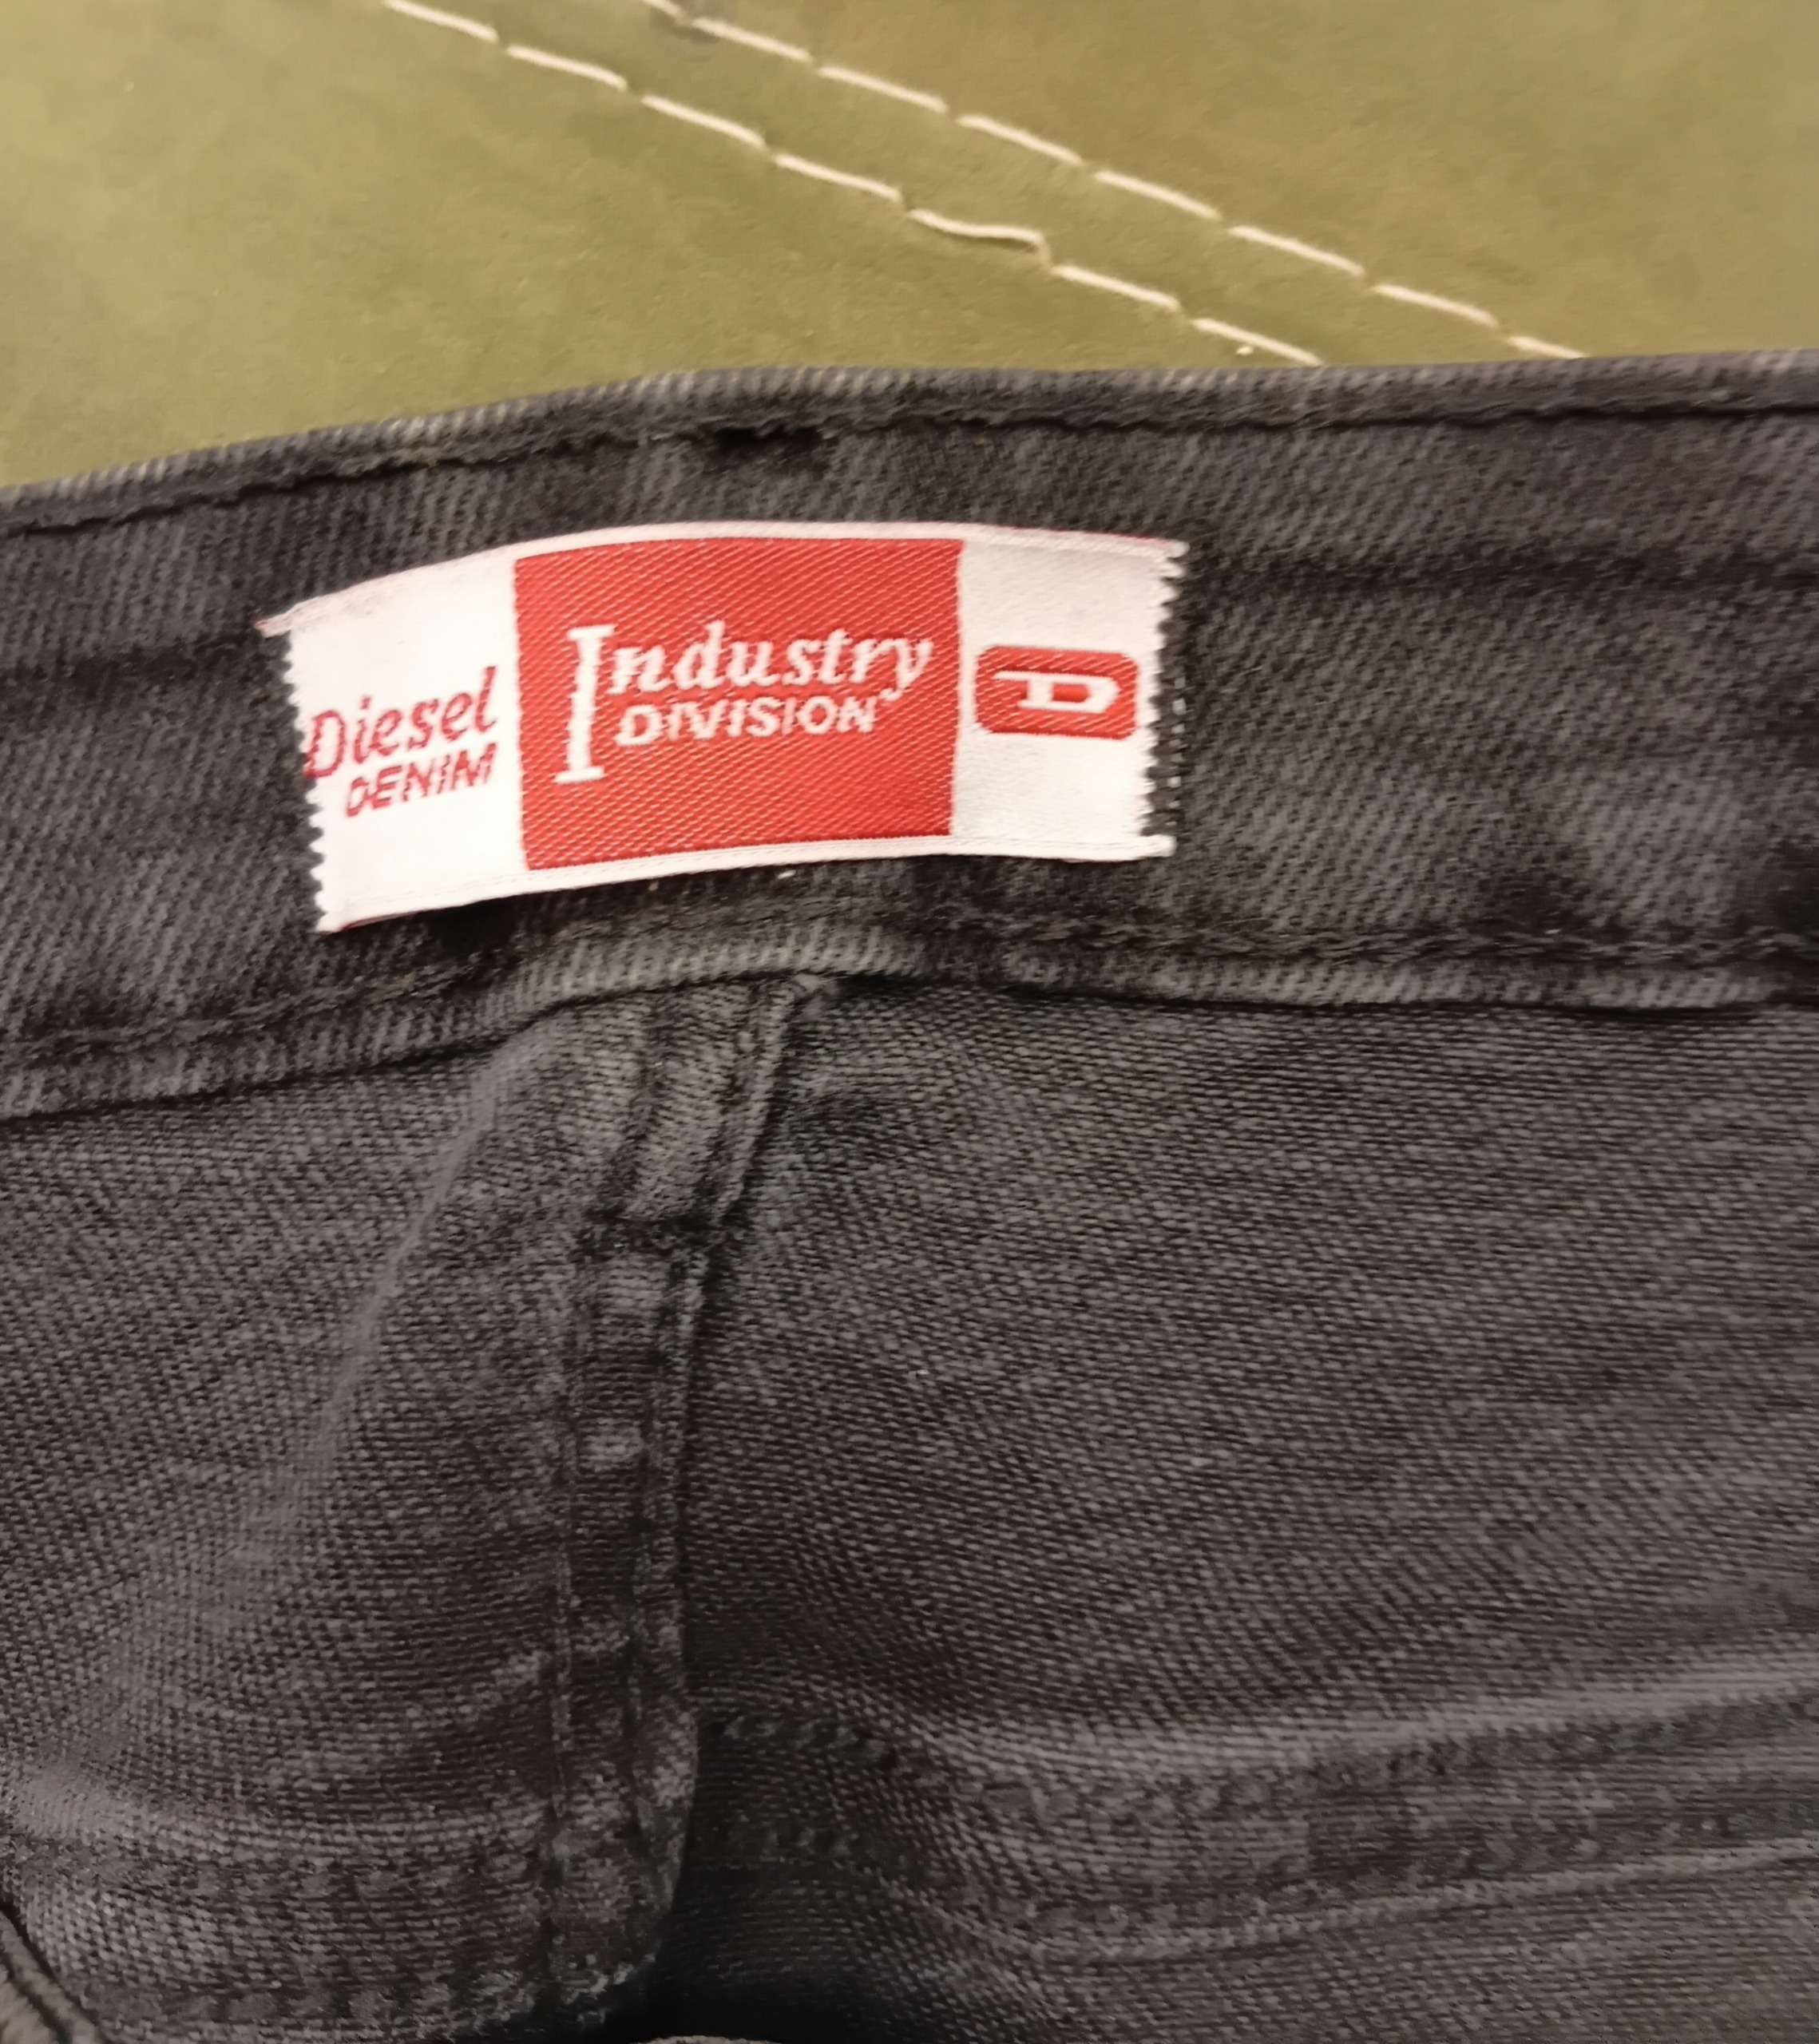 Diesel
DENIM
Industry
DIVISION
D